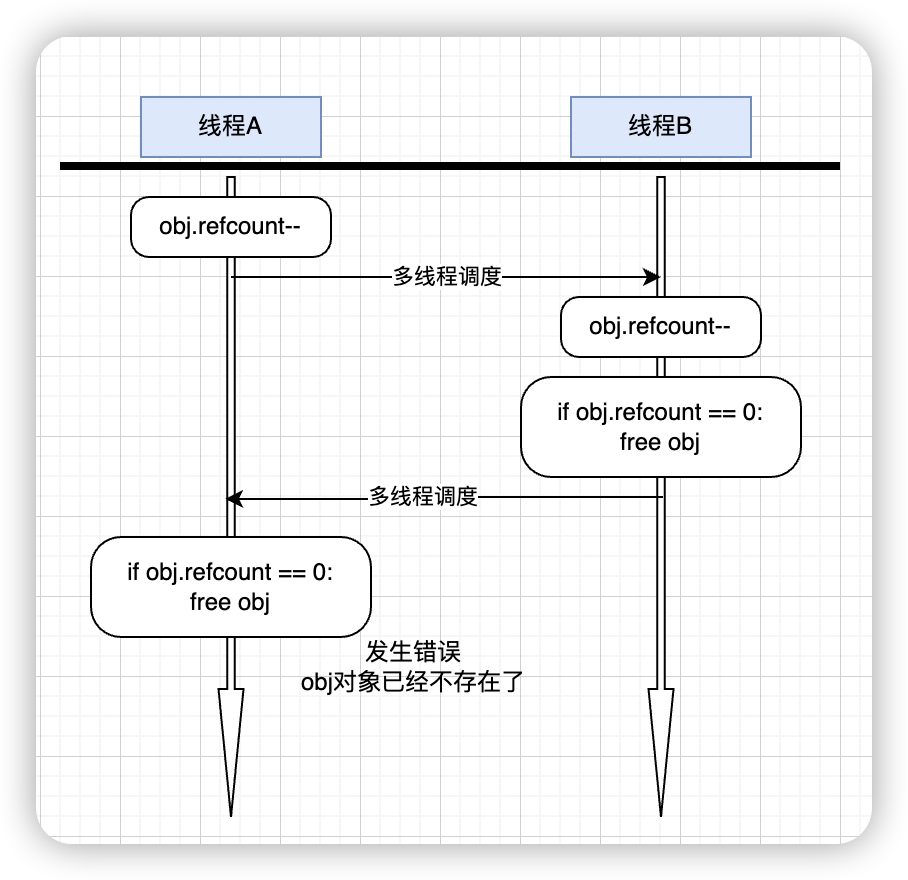 线程A
线程B
obj.refcount--
多线程调度
obj.refcount--
if obj.refcount == 0:
free obj
多线程调度
if obj.refcount == 0:
free obj
发生错误
obj对象已经不存在了